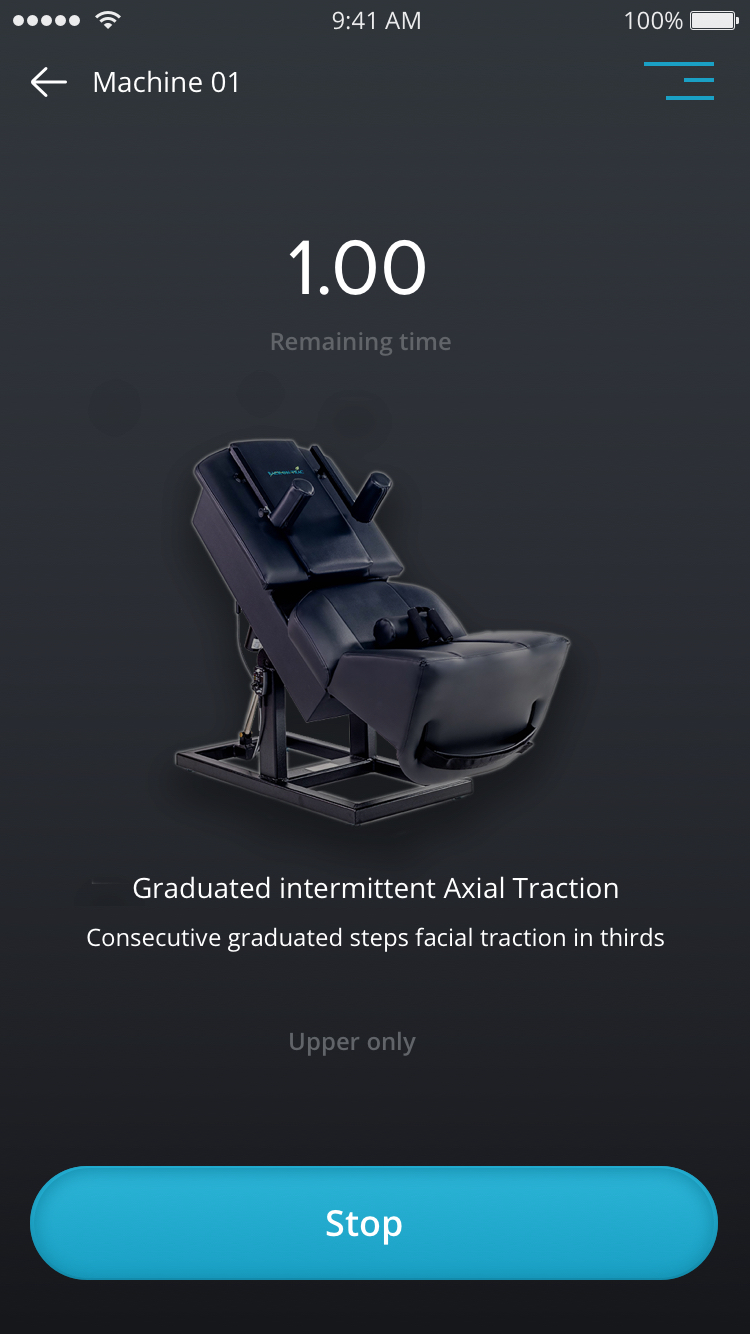 9:41 AM
100%
Machine 01
1.00
Remaining time
Graduated intermittent Axial Traction
Consecutive graduated steps facial traction in thirds
Upper only
Stop